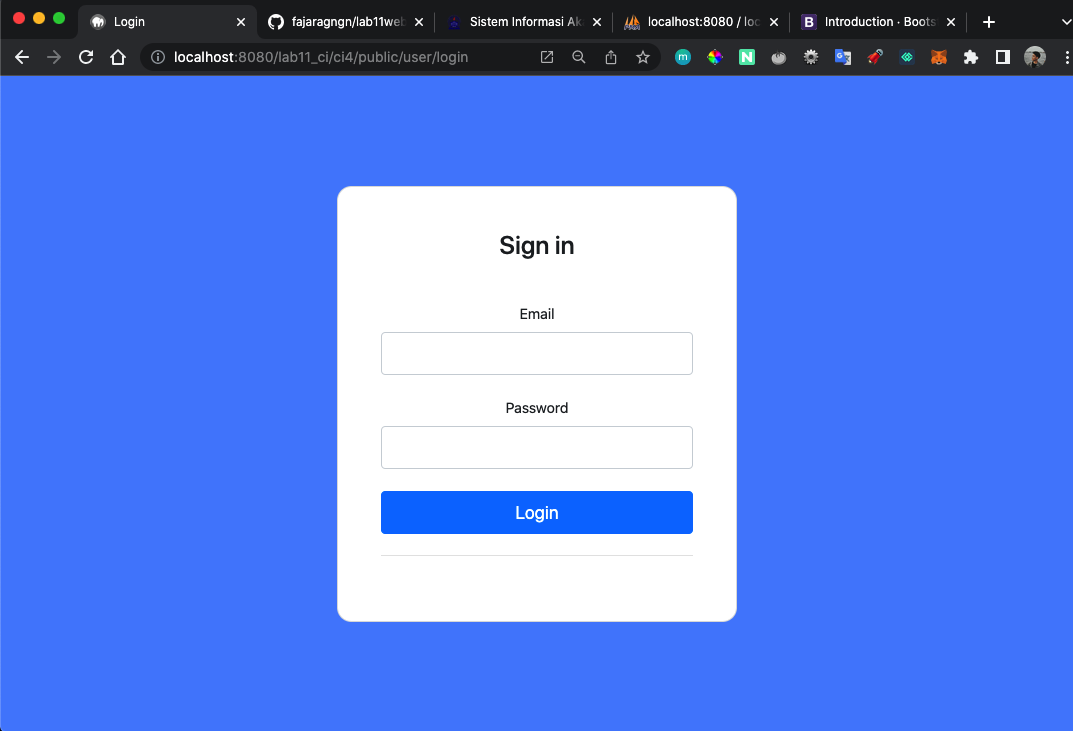 Login
fajaragngn/lab11web
Sistem Informasi Ak
localhost:8080 / loc
B
Introduction · Boots
localhost:8080/lab11_ci/ci4/public/user/login
m
N
Sign in
Email
Password
Login